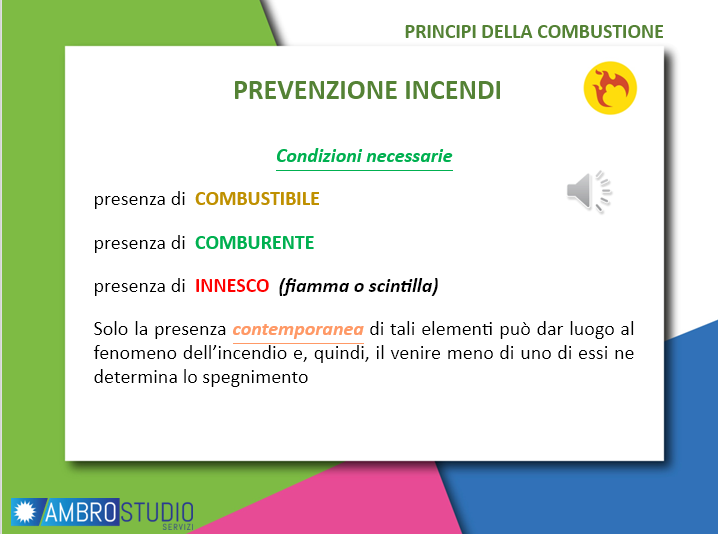 PRINCIPI DELLA COMBUSTIONE
PREVENZIONE INCENDI
Condizioni necessarie
presenza di COMBUSTIBILE
presenza di COMBURENTE
presenza di INNESCO (fiamma o scintilla)
Solo la presenza contemporanea di tali elementi può dar luogo al
fenomeno dell’incendio e, quindi, il venire meno di uno di essi ne
determina lo spegnimento
AMBROSTUDIO
SERVIZI